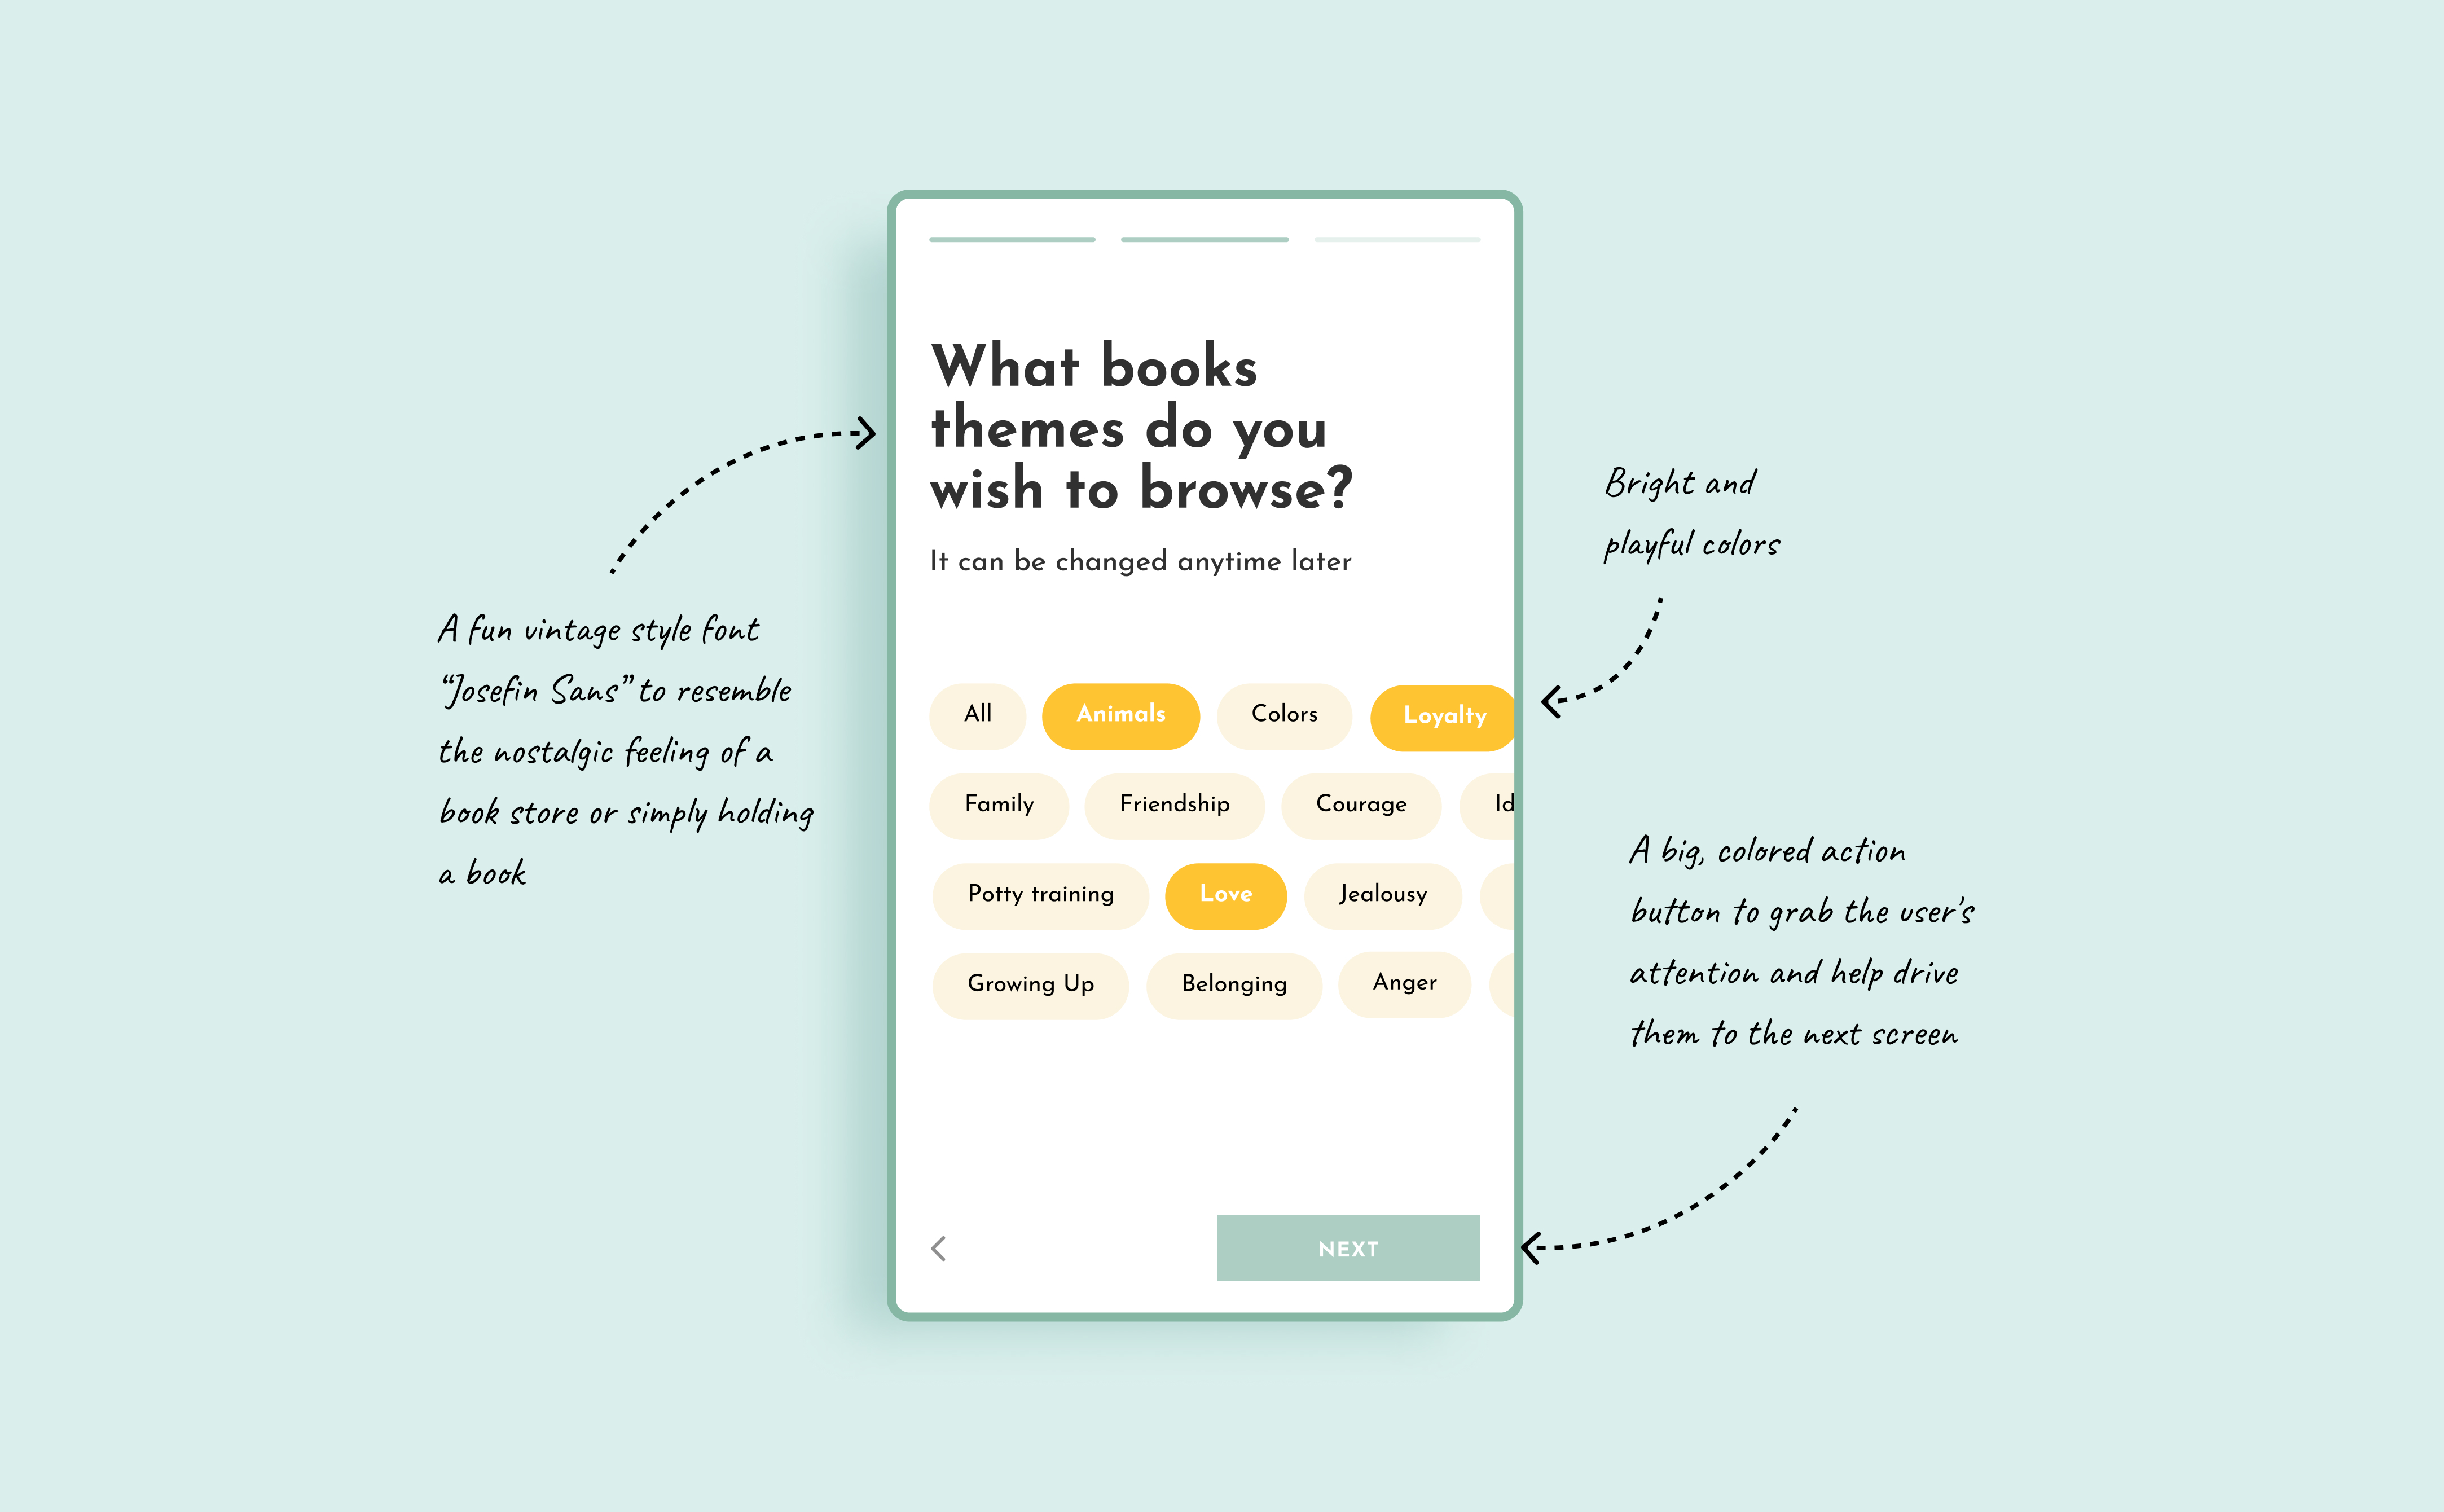 What books
themes do you
wish to browse?
It can be changed anytime later
A fun vintage style font
“Josefin Sans” to resemble
the nostalgic feeling of a
book store or simply holding
a book
Bright and
playful colors
All Animals Colors Loyalty
Family Friendship Courage Id
Potty training Love Jealousy
Growing Up Belonging Anger
A big, colored action
button to grab the user's
attention and help drive
them to the next screen
NEXT